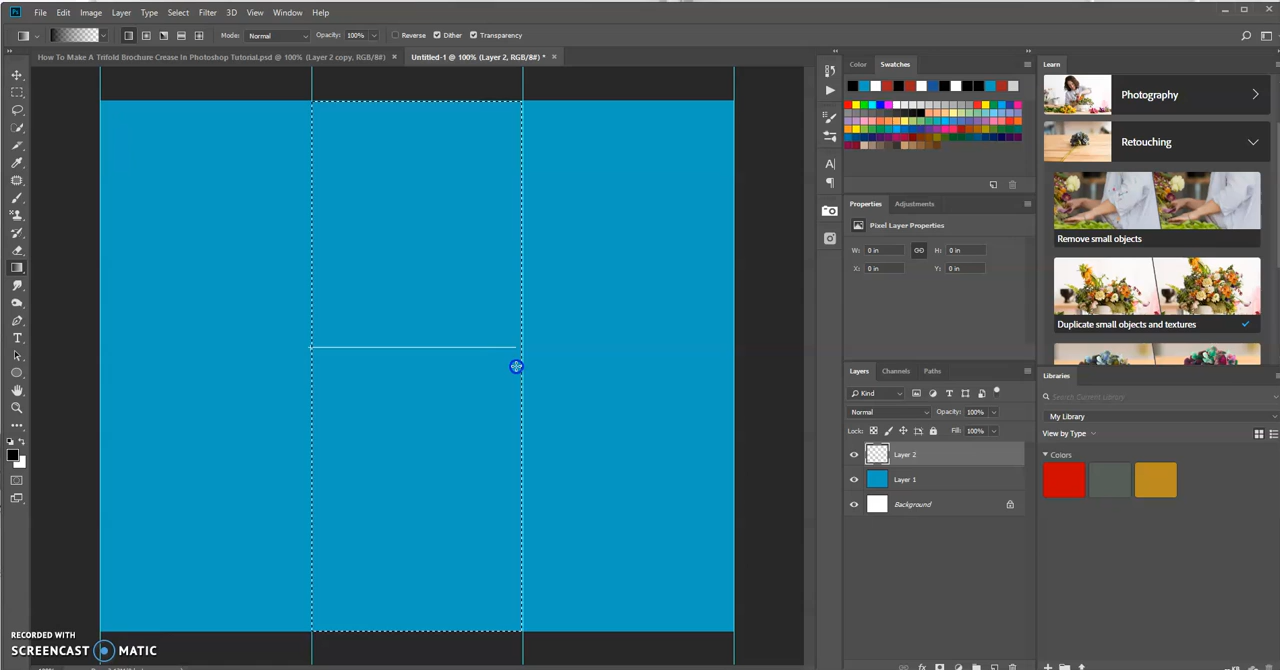 Ps File Edit Image Layer Type Select Filter 3D View Window Help
Mode: Normal Opacity: 100% Reverse Dither Transparency
How To Make A Trifold Brochure Crease In Photoshop Tutorial.psd @ 100% (Layer 2 copy, RGB/8#) × Untitled-1 @ 100% (Layer 2, RGB/8#) * ×
Color Swatches
Learn
Photography
Retouching
Properties Adjustments
Pixel Layer Properties
W: 0 in H: 0 in
X: 0 in Y: 0 in
Remove small objects
Duplicate small objects and textures
Layers Channels Paths
Kind
Normal Opacity: 100%
Lock: Fill: 100%
Layer 2
Layer 1
Background
Libraries
Search Current Library
My Library
View by Type
Colors
RECORDED WITH
SCREENCAST MATIC